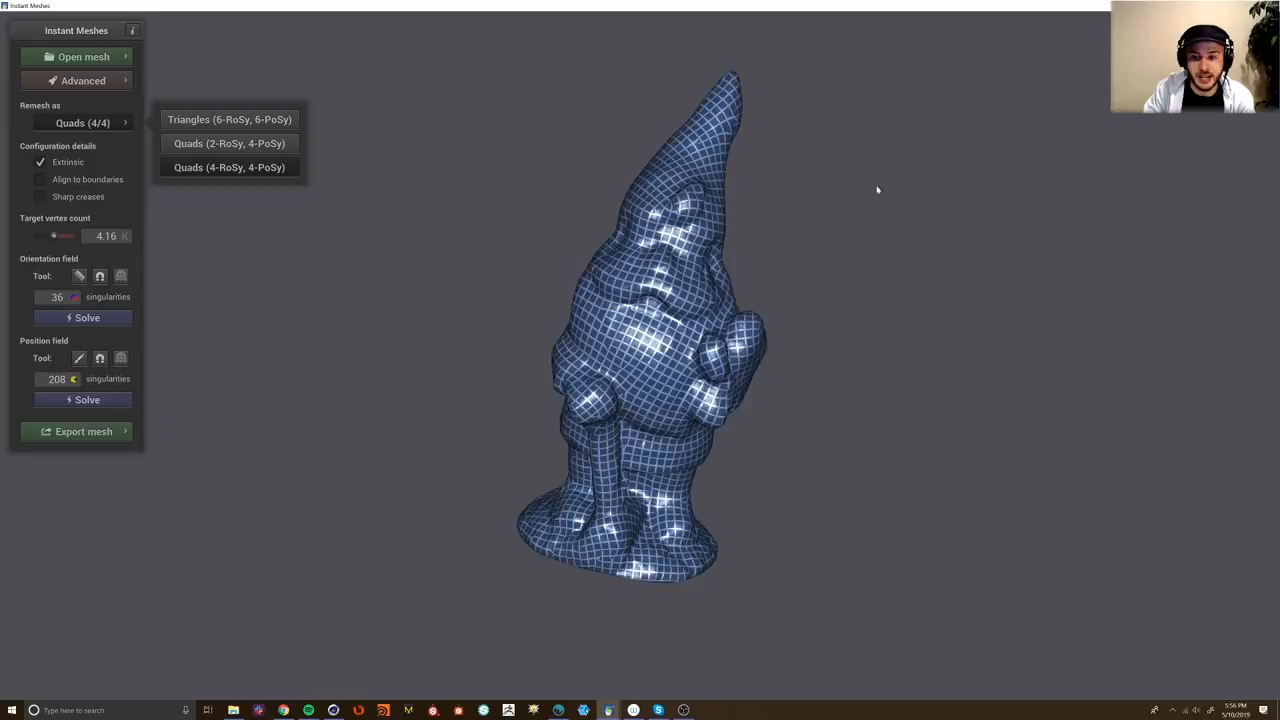 Instant Meshes
Instant Meshes i
Open mesh
Advanced
Remesh as
Quads (4/4)
Triangles (6-RoSy, 6-PoSy)
Quads (2-RoSy, 4-PoSy)
Quads (4-RoSy, 4-PoSy)
Configuration details
Extrinsic
Align to boundaries
Sharp creases
Target vertex count
4.16 K
Orientation field
Tool:
36 singularities
Solve
Position field
Tool:
208 singularities
Solve
Export mesh
Type here to search
5:56 PM
5/10/2019